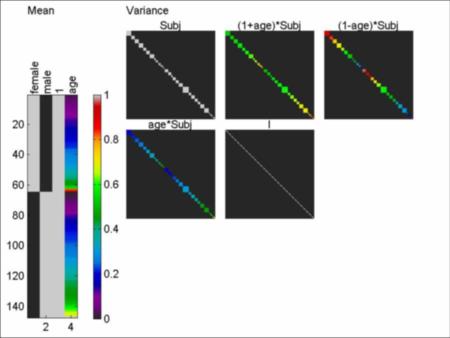 Mean
Variance
Subj
(1+age)*Subj
(1-age)*Subj
female
male
1
age
20
40
60
80
100
120
140
2
4
1
0.8
0.6
0.4
0.2
0
age*Subj
I